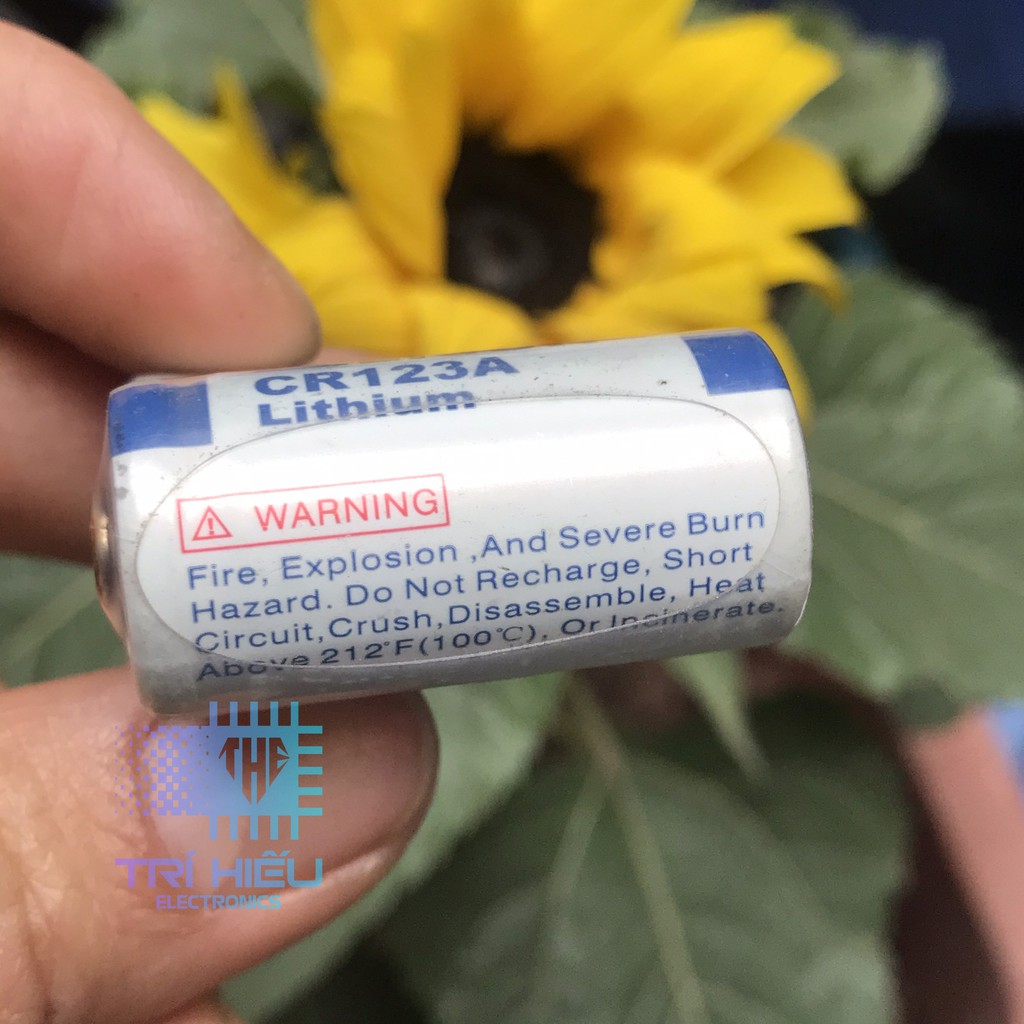 CR123A
Lithium
⚠ WARNING
Fire, Explosion ,And Severe Burn
Hazard. Do Not Recharge, Short
Circuit,Crush,Disassemble, Heat
Above 212°F(100℃), Or Incinerate.
THE
TRÍ HIẾU
ELECTRONICS